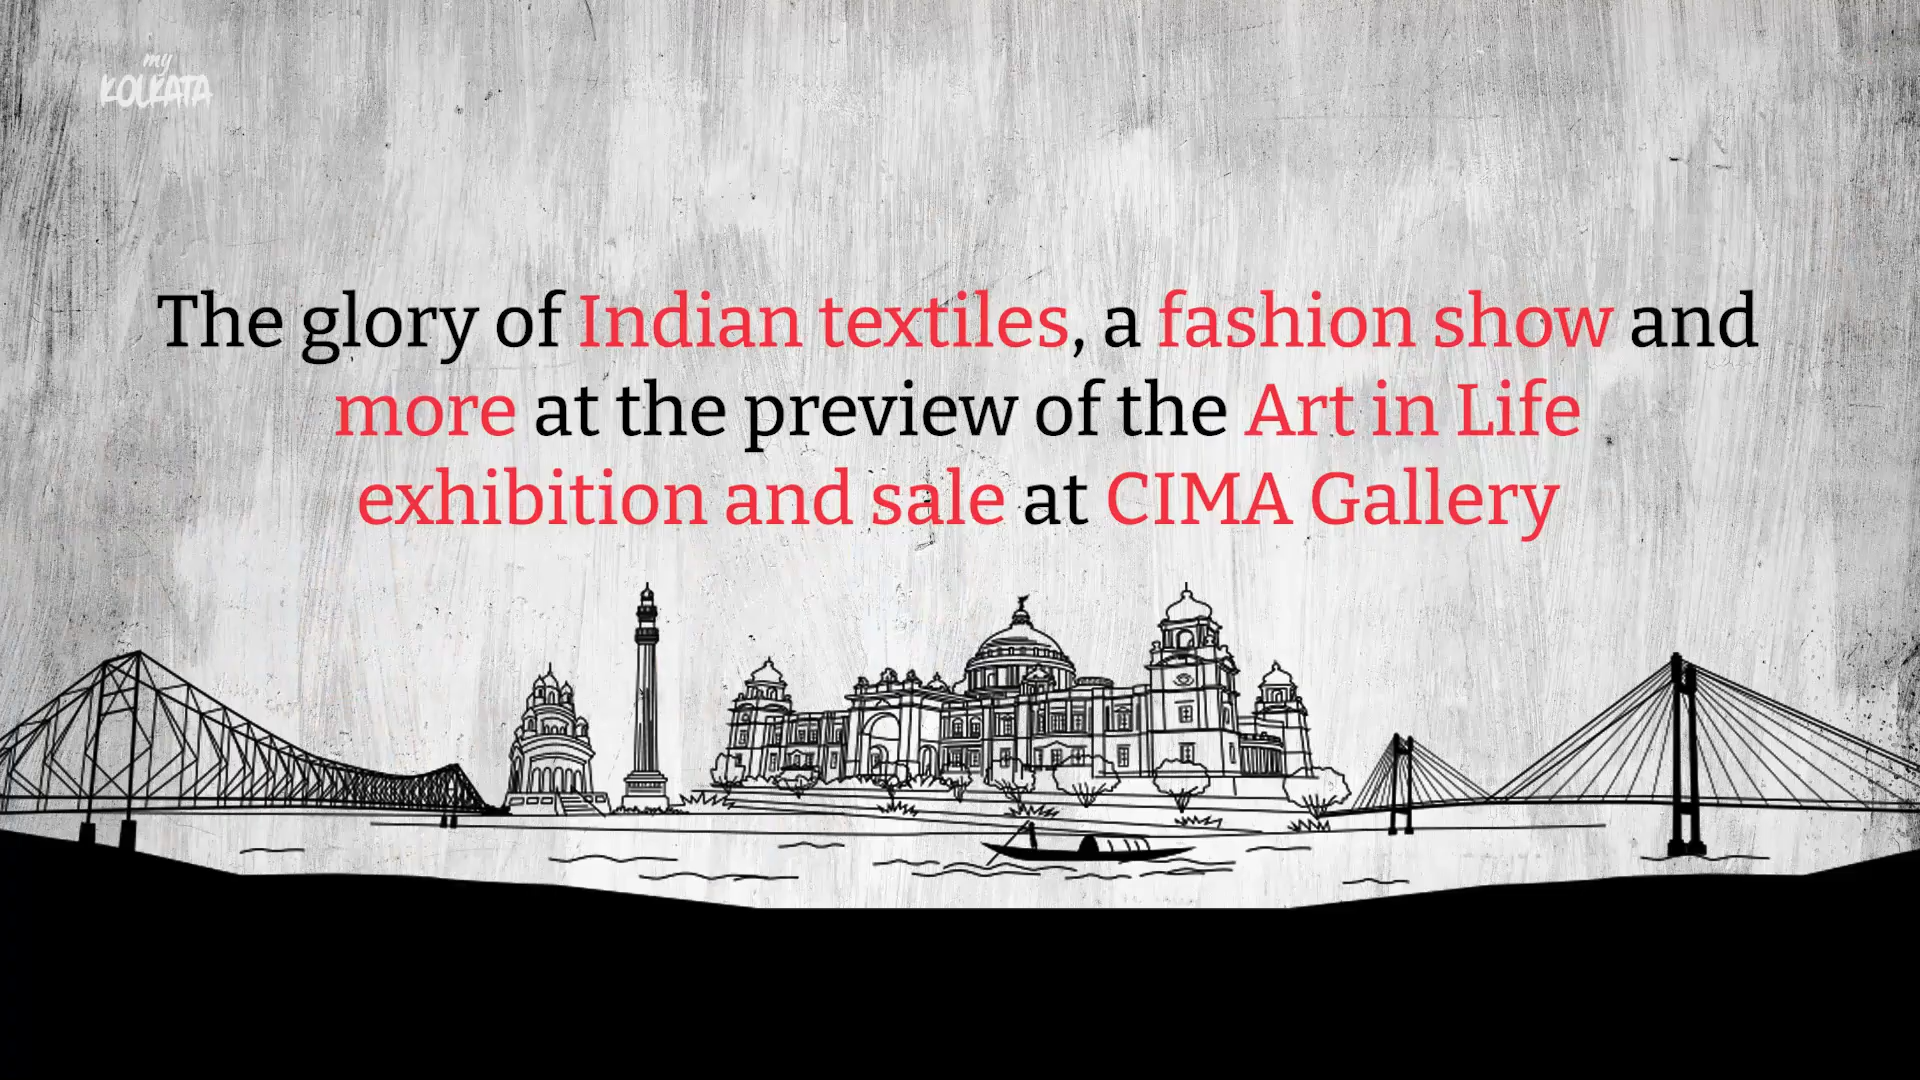 my
KOLKATA
The glory of Indian textiles, a fashion show and
more at the preview of the Art in Life
exhibition and sale at CIMA Gallery